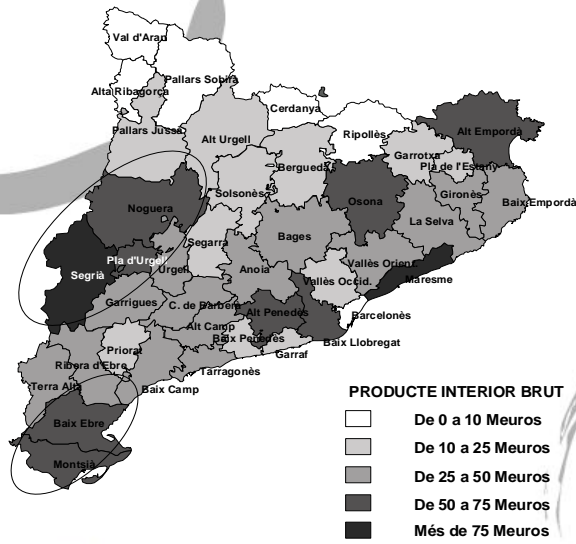 Val d'Aran
Pallars Sobirà
Alta Ribagorça
Cerdanya
Pallars Jussà
Alt Urgell
Ripollès
Alt Empordà
Garrotxa
Berguedà
Pla de l'Estany
Solsonès
Noguera
Osona
Gironès
Baix Empordà
La Selva
Segarra
Bages
Pla d'Urgell
Urgell
Vallès Orient.
Segrià
Anoia
Vallès Occid.
Maresme
Garrigues
C. de Barberà
Alt Penedès
Barcelonès
Alt Camp
Baix Penedès
Baix Llobregat
Priorat
Garraf
Ribera d'Ebre
Tarragonès
Terra Alta
Baix Camp
Baix Ebre
Montsià
PRODUCTE INTERIOR BRUT
De 0 a 10 Meuros
De 10 a 25 Meuros
De 25 a 50 Meuros
De 50 a 75 Meuros
Més de 75 Meuros